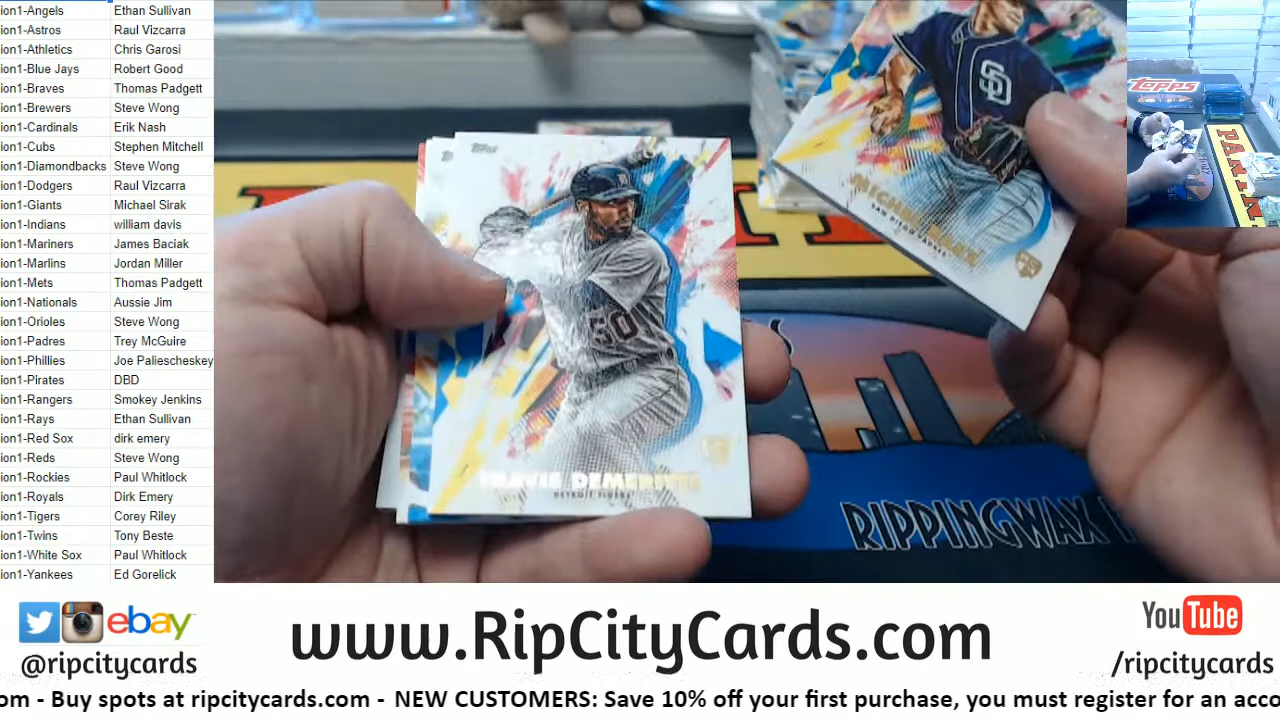 ion1-Angels Ethan Sullivan
ion1-Astros Raul Vizcarra
ion1-Athletics Chris Garosi
ion1-Blue Jays Robert Good
ion1-Braves Thomas Padgett
ion1-Brewers Steve Wong
ion1-Cardinals Erik Nash
ion1-Cubs Stephen Mitchell
ion1-Diamondbacks Steve Wong
ion1-Dodgers Raul Vizcarra
ion1-Giants Michael Sirak
ion1-Indians william davis
ion1-Mariners James Baciak
ion1-Marlins Jordan Miller
ion1-Mets Thomas Padgett
ion1-Nationals Aussie Jim
ion1-Orioles Steve Wong
ion1-Padres Trey McGuire
ion1-Phillies Joe Paliescheskey
ion1-Pirates DBD
ion1-Rangers Smokey Jenkins
ion1-Rays Ethan Sullivan
ion1-Red Sox dirk emery
ion1-Reds Steve Wong
ion1-Rockies Paul Whitlock
ion1-Royals Dirk Emery
ion1-Tigers Corey Riley
ion1-Twins Tony Beste
ion1-White Sox Paul Whitlock
ion1-Yankees Ed Gorelick
SD
SAN DIEGO PADRES
topps
50
TRAVIS DEMERITTE
DETROIT TIGERS
RIPPINGWAX
Topps
PANINI
ebay
@ripcitycards
www.RipCityCards.com
YouTube
/ripcitycards
om - Buy spots at ripcitycards.com - NEW CUSTOMERS: Save 10% off your first purchase, you must register for an acco